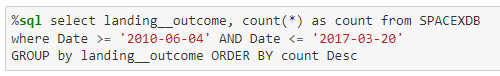 %sql select landing__outcome, count(*) as count from SPACEXDB
where Date >= '2010-06-04' AND Date <= '2017-03-20'
GROUP by landing__outcome ORDER BY count Desc